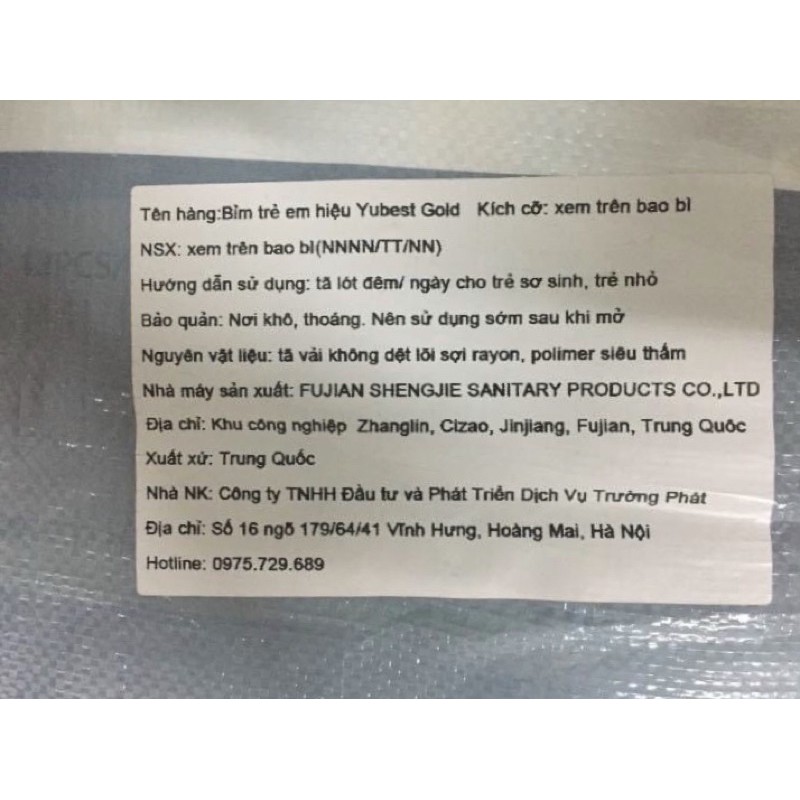 Tên hàng:Bỉm trẻ em hiệu Yubest Gold Kích cỡ: xem trên bao bì
NSX: xem trên bao bì(NNNN/TT/NN)
Hướng dẫn sử dụng: tã lót đêm/ ngày cho trẻ sơ sinh, trẻ nhỏ
Bảo quản: Nơi khô, thoáng. Nên sử dụng sớm sau khi mở
Nguyên vật liệu: tã vải không dệt lõi sợi rayon, polimer siêu thấm
Nhà máy sản xuất: FUJIAN SHENGJIE SANITARY PRODUCTS CO.,LTD
Địa chỉ: Khu công nghiệp Zhanglin, Cizao, Jinjiang, Fujian, Trung Quốc
Xuất xứ: Trung Quốc
Nhà NK: Công ty TNHH Đầu tư và Phát Triển Dịch Vụ Trường Phát
Địa chỉ: Số 16 ngõ 179/64/41 Vĩnh Hưng, Hoàng Mai, Hà Nội
Hotline: 0975.729.689